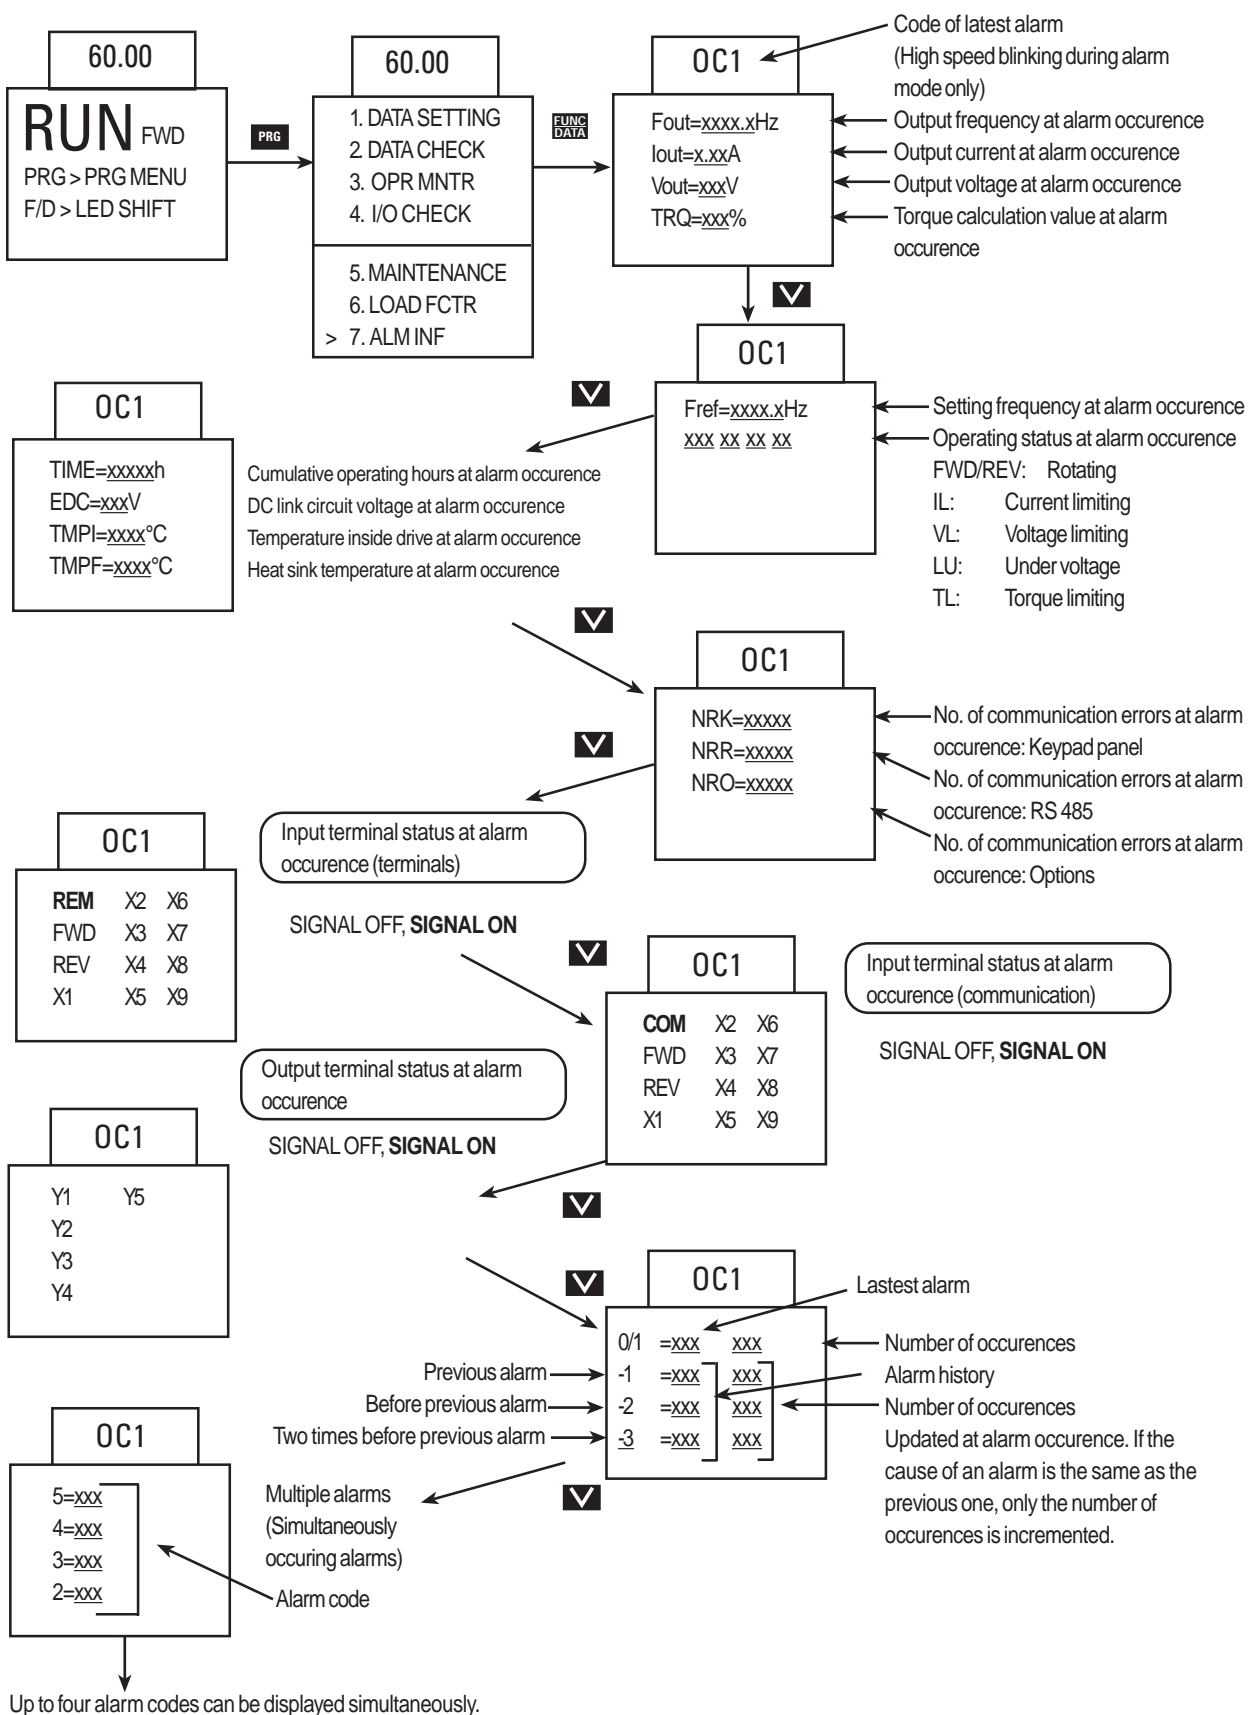 60.00
RUN FWD
PRG > PRG MENU
F/D > LED SHIFT
PRG
60.00
1. DATA SETTING
2. DATA CHECK
3. OPR MNTR
4. I/O CHECK
5. MAINTENANCE
6. LOAD FCTR
> 7. ALM INF
FUNC
DATA
OC1
Fout=xxxx.xHz
Iout=x.xxA
Vout=xxxV
TRQ=xxx%
Code of latest alarm
(High speed blinking during alarm
mode only)
Output frequency at alarm occurence
Output current at alarm occurence
Output voltage at alarm occurence
Torque calculation value at alarm
occurence
OC1
Fref=xxxx.xHz
xxx xx xx xx
Setting frequency at alarm occurence
Operating status at alarm occurence
FWD/REV: Rotating
IL: Current limiting
VL: Voltage limiting
LU: Under voltage
TL: Torque limiting
OC1
TIME=xxxxxh
EDC=xxxV
TMPI=xxxx°C
TMPF=xxxx°C
Cumulative operating hours at alarm occurence
DC link circuit voltage at alarm occurence
Temperature inside drive at alarm occurence
Heat sink temperature at alarm occurence
OC1
NRK=xxxxx
NRR=xxxxx
NRO=xxxxx
No. of communication errors at alarm
occurence: Keypad panel
No. of communication errors at alarm
occurence: RS 485
No. of communication errors at alarm
occurence: Options
OC1
REM X2 X6
FWD X3 X7
REV X4 X8
X1 X5 X9
Input terminal status at alarm
occurence (terminals)
SIGNAL OFF, SIGNAL ON
OC1
COM X2 X6
FWD X3 X7
REV X4 X8
X1 X5 X9
Input terminal status at alarm
occurence (communication)
SIGNAL OFF, SIGNAL ON
Output terminal status at alarm
occurence
SIGNAL OFF, SIGNAL ON
OC1
Y1 Y5
Y2
Y3
Y4
OC1
0/1 =xxx xxx
-1 =xxx xxx
-2 =xxx xxx
-3 =xxx xxx
Previous alarm
Before previous alarm
Two times before previous alarm
Lastest alarm
Number of occurences
Alarm history
Number of occurences
Updated at alarm occurence. If the
cause of an alarm is the same as the
previous one, only the number of
occurences is incremented.
OC1
5=xxx
4=xxx
3=xxx
2=xxx
Multiple alarms
(Simultaneously
occuring alarms)
Alarm code
Up to four alarm codes can be displayed simultaneously.